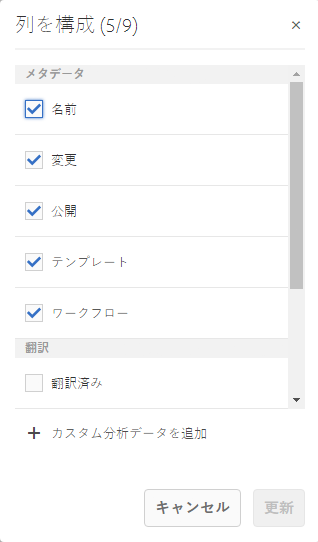 列を構成 (5/9)
メタデータ
名前
変更
公開
テンプレート
ワークフロー
翻訳
翻訳済み
カスタム分析データを追加
キャンセル 更新